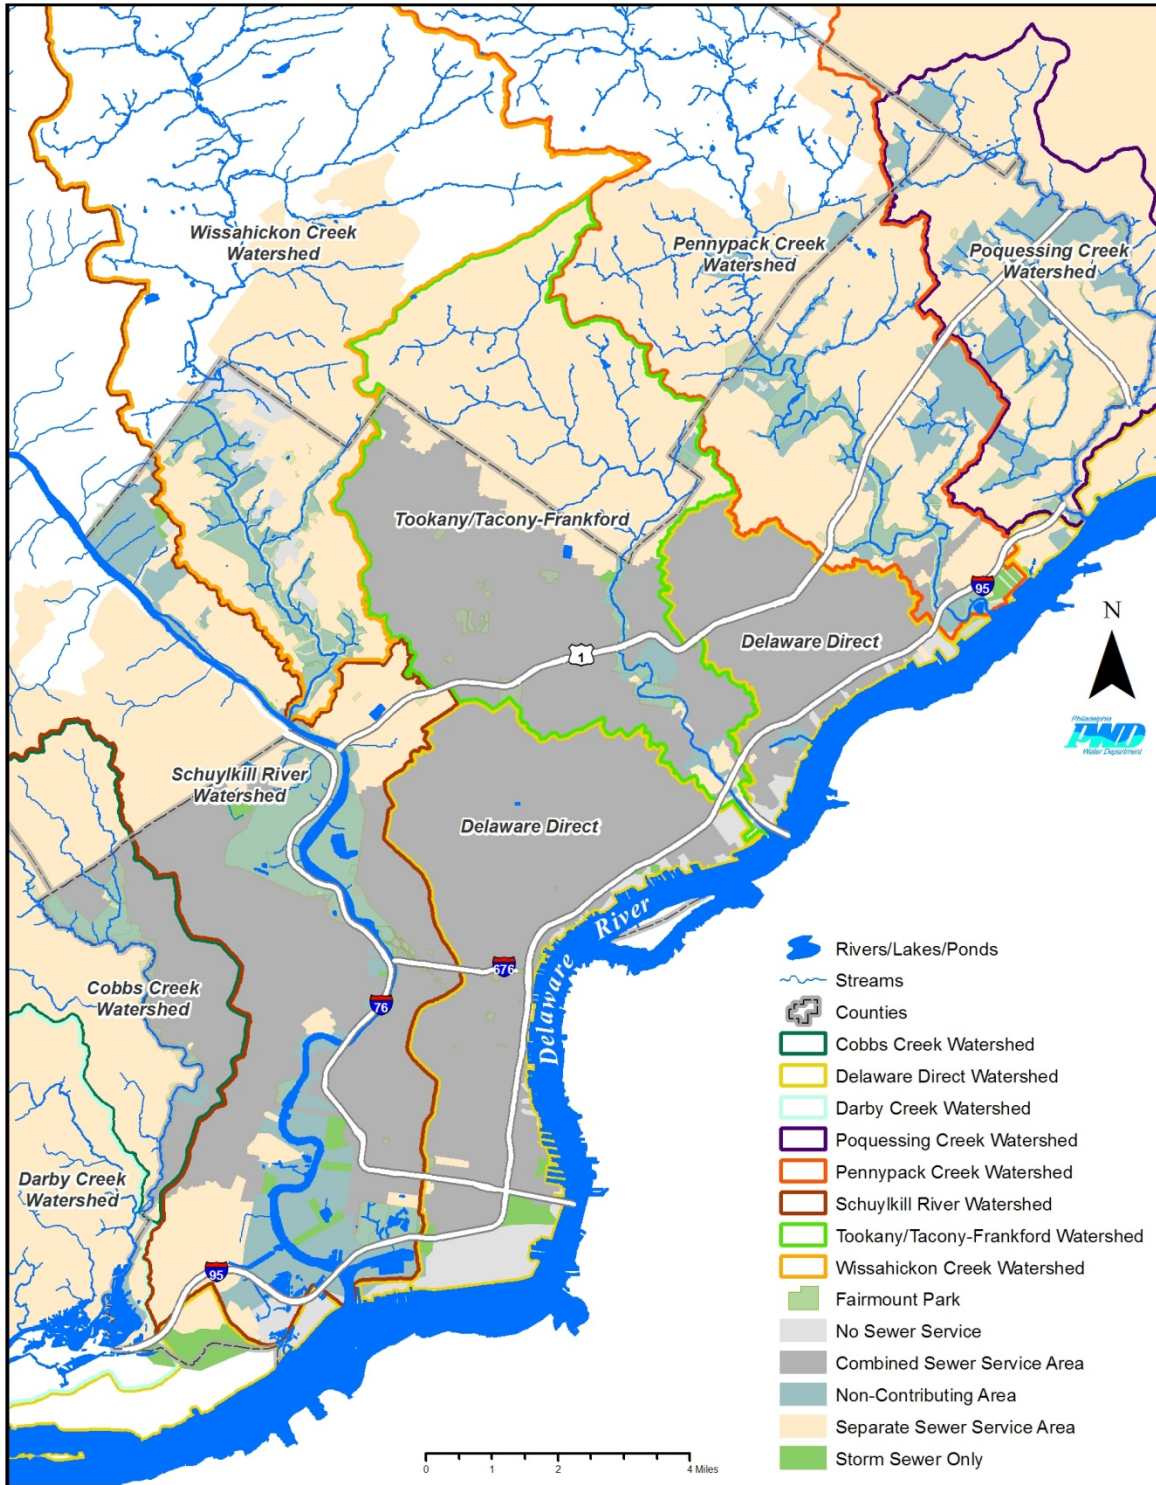 Wissahickon Creek
Watershed
Pennypack Creek
Watershed
Poquessing Creek
Watershed
Tookany/Tacony-Frankford
95
N
Delaware Direct
1
Philadelphia
PWD
Water Department
Schuylkill River
Watershed
Delaware Direct
Delaware River
676
76
Cobbs Creek
Watershed
Darby Creek
Watershed
95
Rivers/Lakes/Ponds
Streams
Counties
Cobbs Creek Watershed
Delaware Direct Watershed
Darby Creek Watershed
Poquessing Creek Watershed
Pennypack Creek Watershed
Schuylkill River Watershed
Tookany/Tacony-Frankford Watershed
Wissahickon Creek Watershed
Fairmount Park
No Sewer Service
Combined Sewer Service Area
Non-Contributing Area
Separate Sewer Service Area
Storm Sewer Only
0 1 2 4 Miles